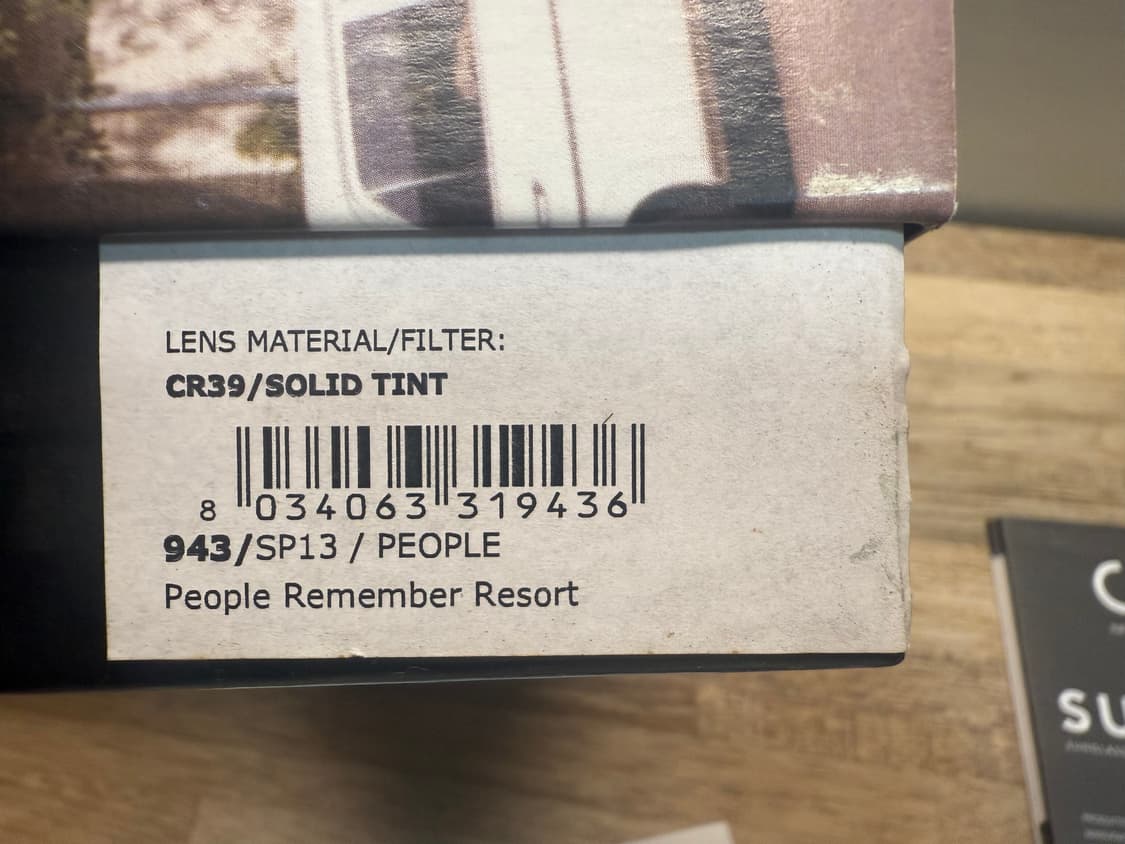 LENS MATERIAL/FILTER:
CR39/SOLID TINT
8 034063 319436
943/SP13 / PEOPLE
People Remember Resort